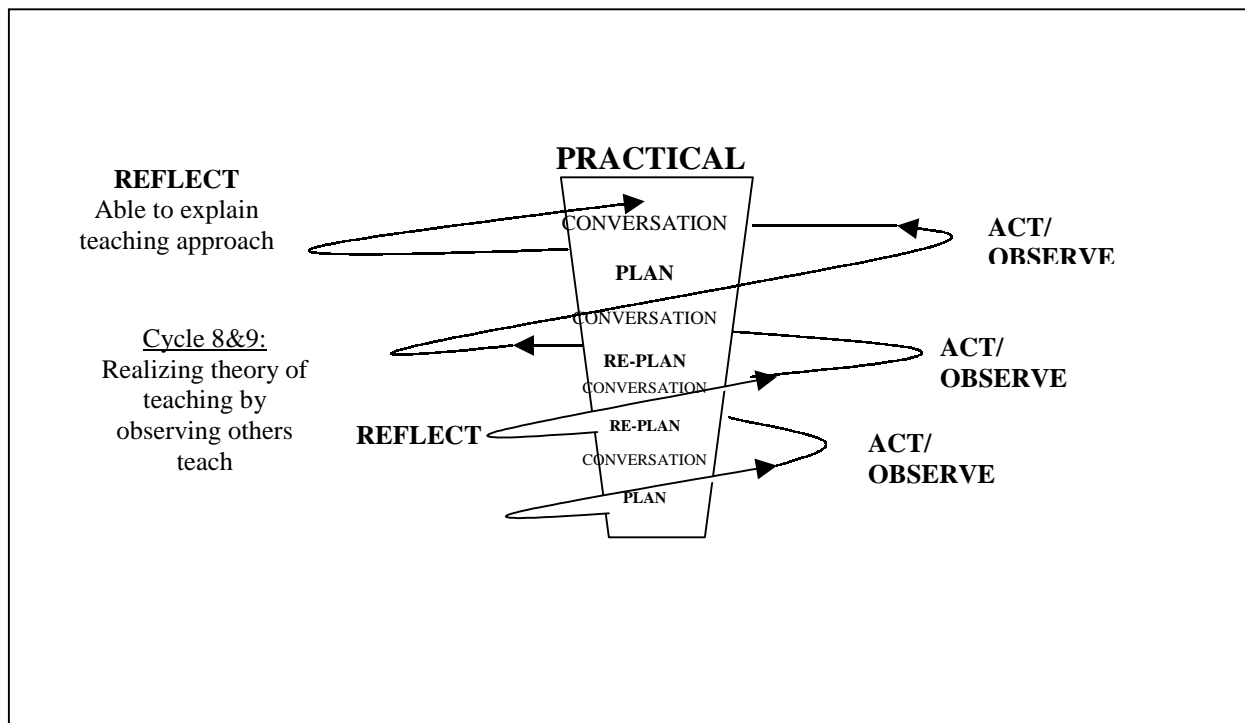 PRACTICAL
REFLECT
Able to explain
teaching approach
CONVERSATION
ACT/
OBSERVE
PLAN
CONVERSATION
Cycle 8&9:
Realizing theory of
teaching by
observing others
teach
RE-PLAN
ACT/
OBSERVE
CONVERSATION
REFLECT
RE-PLAN
ACT/
OBSERVE
CONVERSATION
PLAN